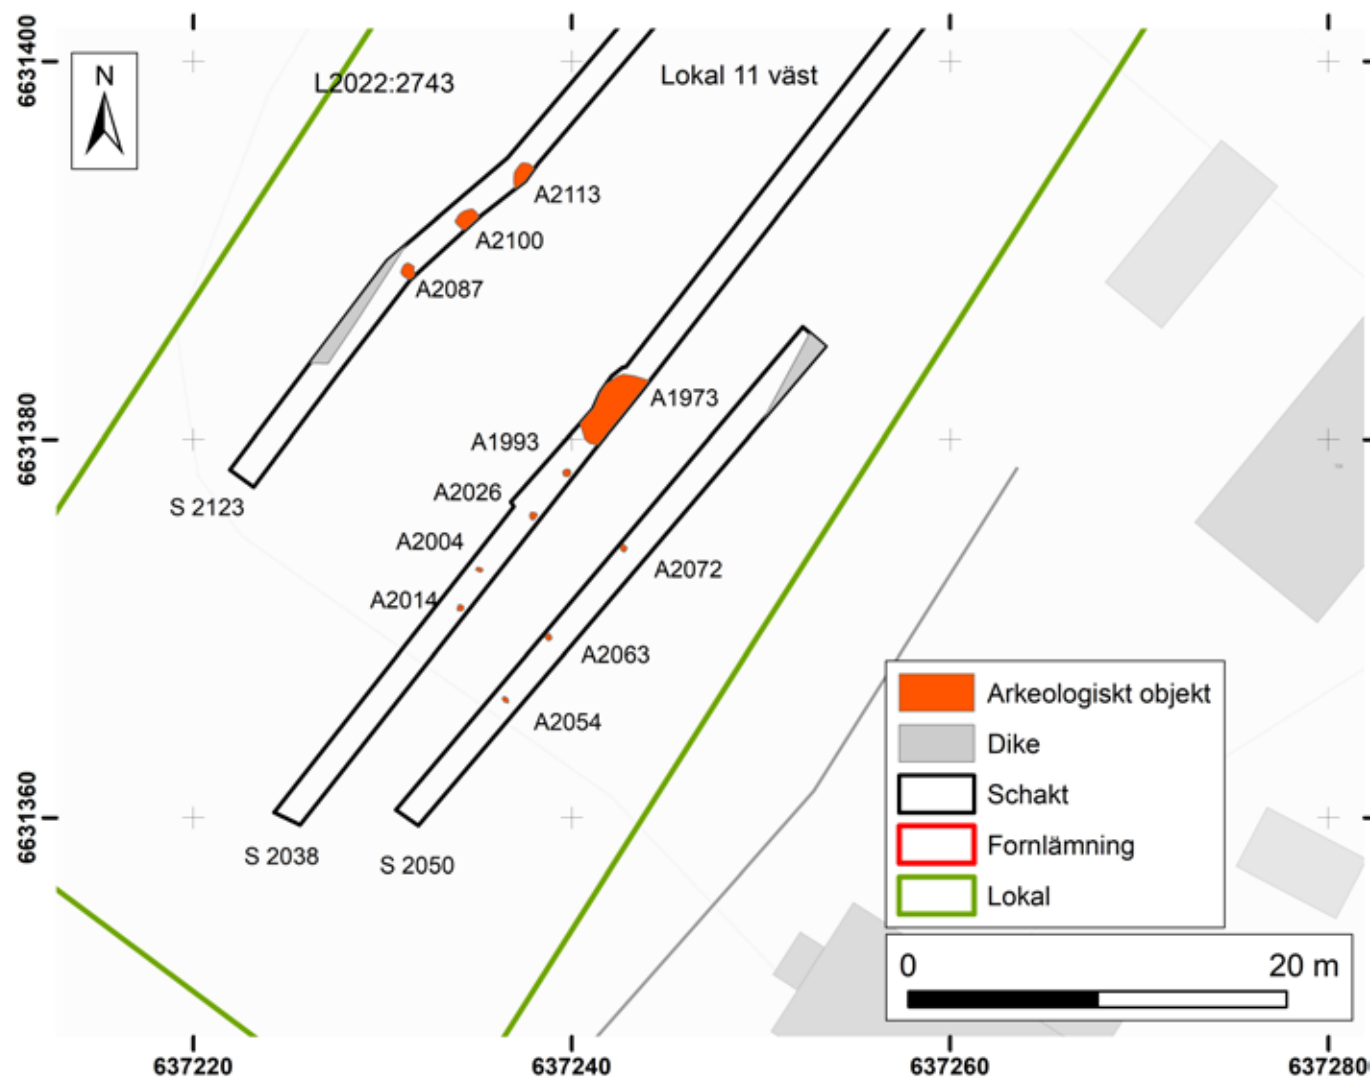 6631400
N
L2022:2743
Lokal 11 väst
A2113
A2100
A2087
A1973
6631380
A1993
A2026
S 2123
A2004
A2072
A2014
A2063
A2054
6631360
S 2038
S 2050
Arkeologiskt objekt
Dike
Schakt
Fornlämning
Lokal
0 20 m
637220 637240 637260 637280